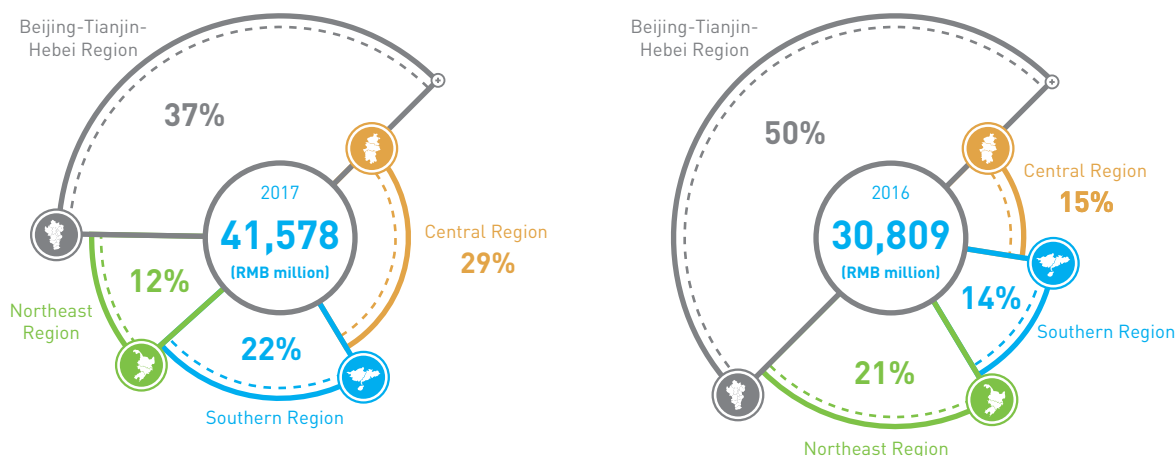 Beijing-Tianjin-
Hebei Region
37%
2017
41,578
(RMB million)
Central Region
29%
12%
Northeast
Region
22%
Southern Region
Beijing-Tianjin-
Hebei Region
50%
2016
30,809
(RMB million)
Central Region
15%
14%
Southern Region
21%
Northeast Region